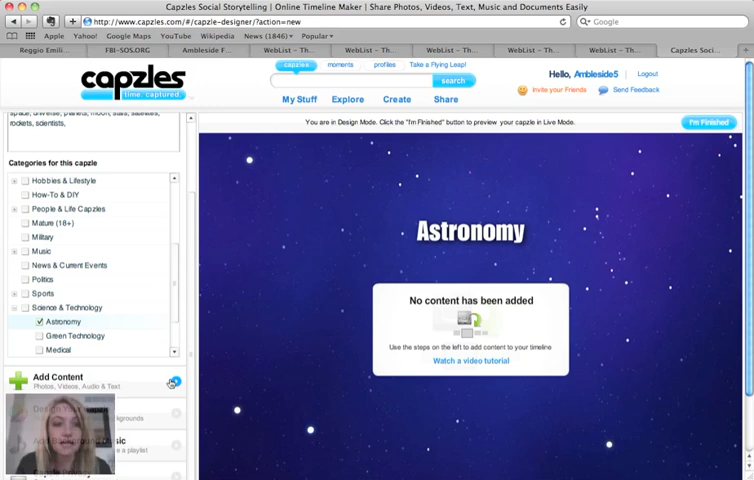 Capzles Social Storytelling | Online Timeline Maker | Share Photos, Videos, Text, Music and Documents Easily
http://www.capzles.com/#/capzle-designer/?action=new
Google
Apple Yahoo! Google Maps YouTube Wikipedia News (1846) Popular
Reggio Emili... FBI-SOS.ORG Ambleside F... WebList - Th... WebList - Th... WebList - Th... WebList - Th... WebList - Th... Capzles Soci...
capzles
time. captured.
capzles moments profiles Take a Flying Leap!
search
My Stuff Explore Create Share
Hello, Ambleside5 Logout
Invite your Friends Send Feedback
You are in Design Mode. Click the "I'm Finished" button to preview your capzle in Live Mode.
I'm Finished
space, universe, planets, moon, stars, satellites,
rockets, scientists,
Categories for this capzle
Hobbies & Lifestyle
How-To & DIY
People & Life Capzles
Mature (18+)
Military
Music
News & Current Events
Politics
Sports
Science & Technology
Astronomy
Green Technology
Medical
Add Content
Photos, Videos, Audio & Text
Design Your
Add Background Music
a playlist
Astronomy
No content has been added
Use the steps on the left to add content to your timeline
Watch a video tutorial